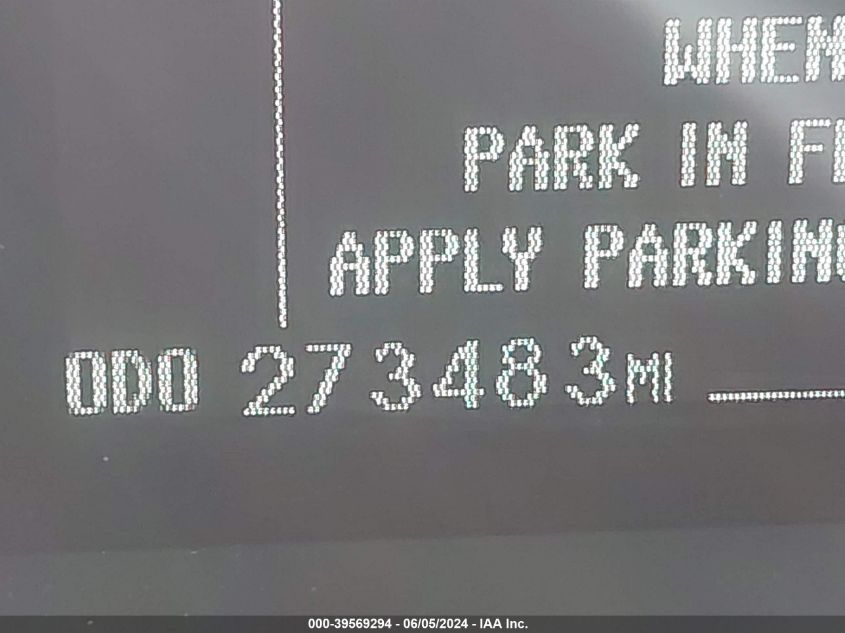 WHEN
PARK IN
APPLY PARKING
ODO 273483MI
000-39569294 - 06/05/2024 - IAA Inc.